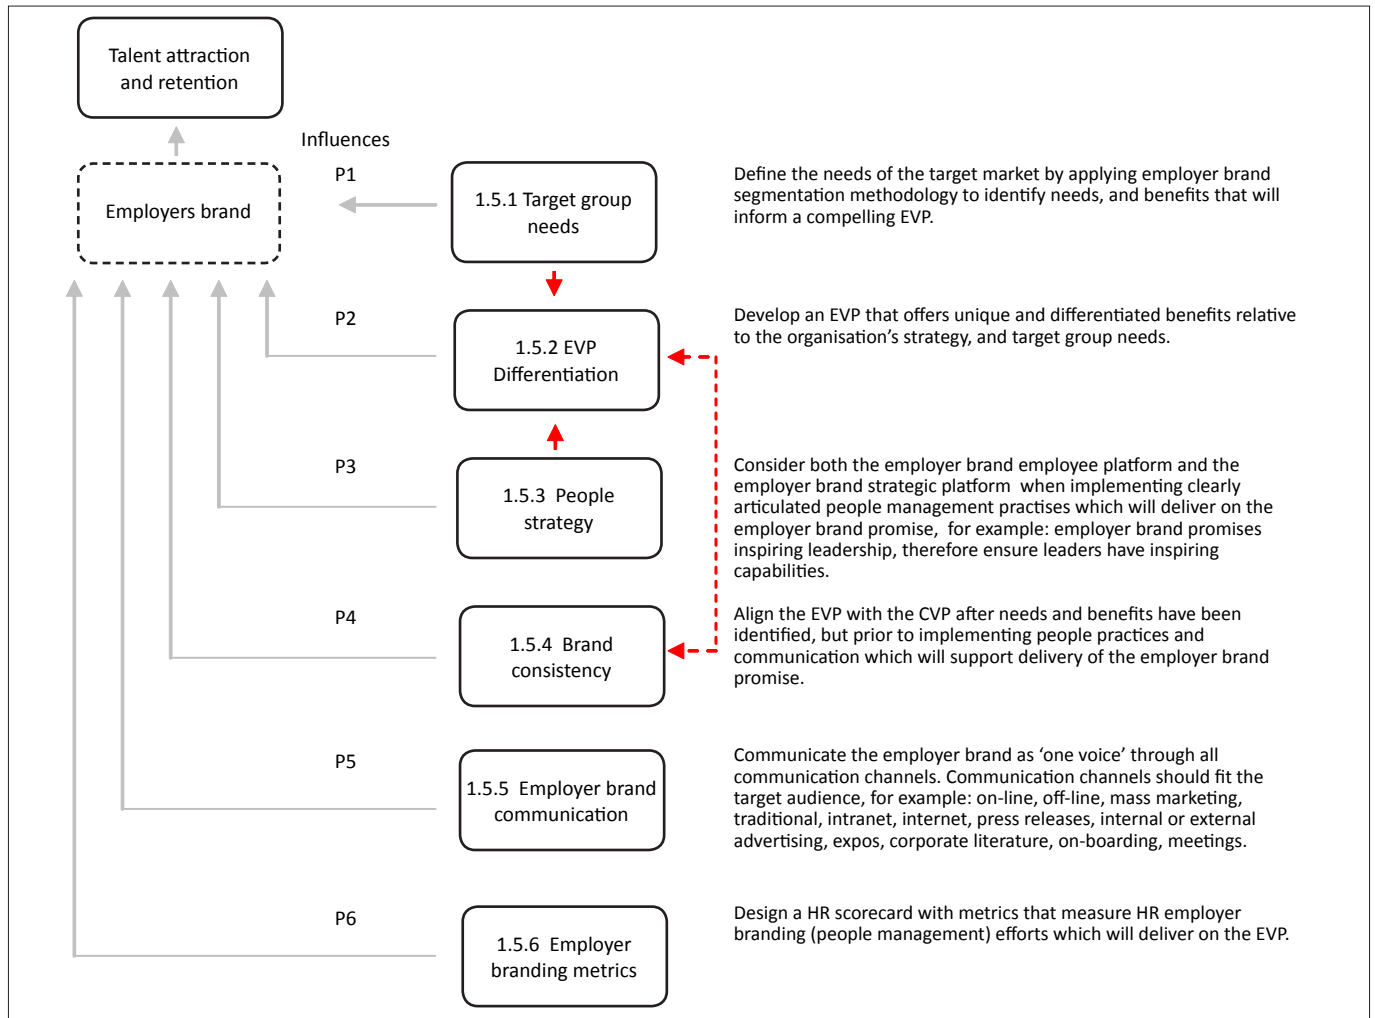 Talent attraction
and retention
Influences
Employers brand
P1
1.5.1 Target group
needs
Define the needs of the target market by applying employer brand
segmentation methodology to identify needs, and benefits that will
inform a compelling EVP.
P2
1.5.2 EVP
Differentiation
Develop an EVP that offers unique and differentiated benefits relative
to the organisation’s strategy, and target group needs.
P3
1.5.3 People
strategy
Consider both the employer brand employee platform and the
employer brand strategic platform when implementing clearly
articulated people management practises which will deliver on the
employer brand promise, for example: employer brand promises
inspiring leadership, therefore ensure leaders have inspiring
capabilities.
P4
1.5.4 Brand
consistency
Align the EVP with the CVP after needs and benefits have been
identified, but prior to implementing people practices and
communication which will support delivery of the employer brand
promise.
P5
1.5.5 Employer brand
communication
Communicate the employer brand as ‘one voice’ through all
communication channels. Communication channels should fit the
target audience, for example: on-line, off-line, mass marketing,
traditional, intranet, internet, press releases, internal or external
advertising, expos, corporate literature, on-boarding, meetings.
P6
1.5.6 Employer
branding metrics
Design a HR scorecard with metrics that measure HR employer
branding (people management) efforts which will deliver on the EVP.